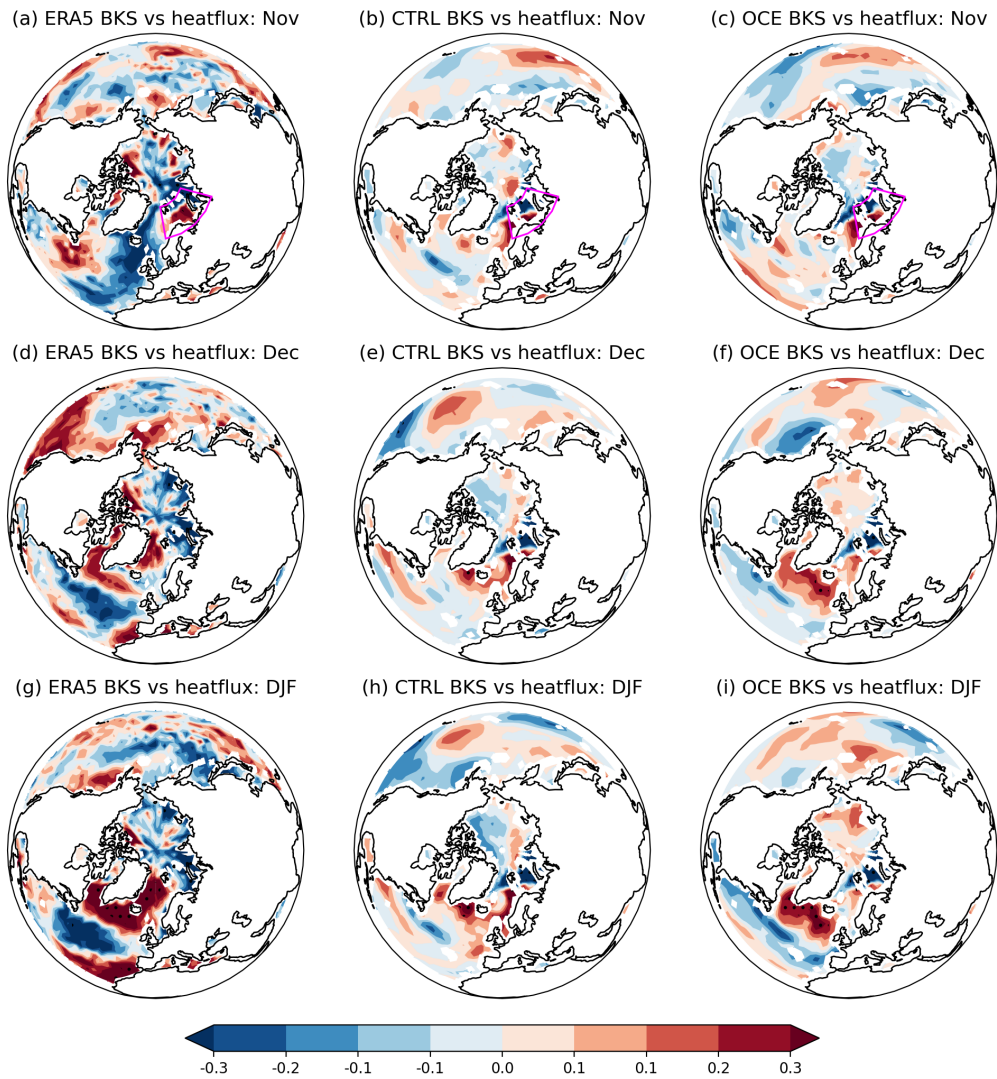 (a) ERA5 BKS vs heatflux: Nov
(b) CTRL BKS vs heatflux: Nov
(c) OCE BKS vs heatflux: Nov
(d) ERA5 BKS vs heatflux: Dec
(e) CTRL BKS vs heatflux: Dec
(f) OCE BKS vs heatflux: Dec
(g) ERA5 BKS vs heatflux: DJF
(h) CTRL BKS vs heatflux: DJF
(i) OCE BKS vs heatflux: DJF
-0.3 -0.2 -0.1 -0.1 0.0 0.1 0.1 0.2 0.3